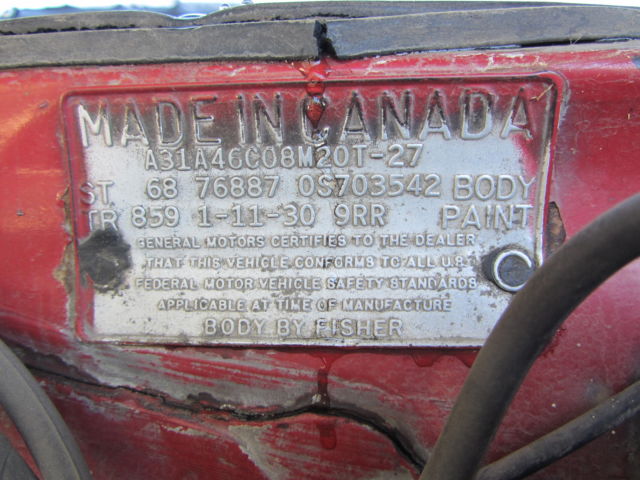 MADE IN CANADA
A31A46C08M20T-27
ST 68 76887 OS703542 BODY
TR 859 1-11-30 9RR PAINT
GENERAL MOTORS CERTIFIES TO THE DEALER
THAT THIS VEHICLE CONFORMS TO ALL U.S.
FEDERAL MOTOR VEHICLE SAFETY STANDARDS
APPLICABLE AT TIME OF MANUFACTURE
BODY BY FISHER